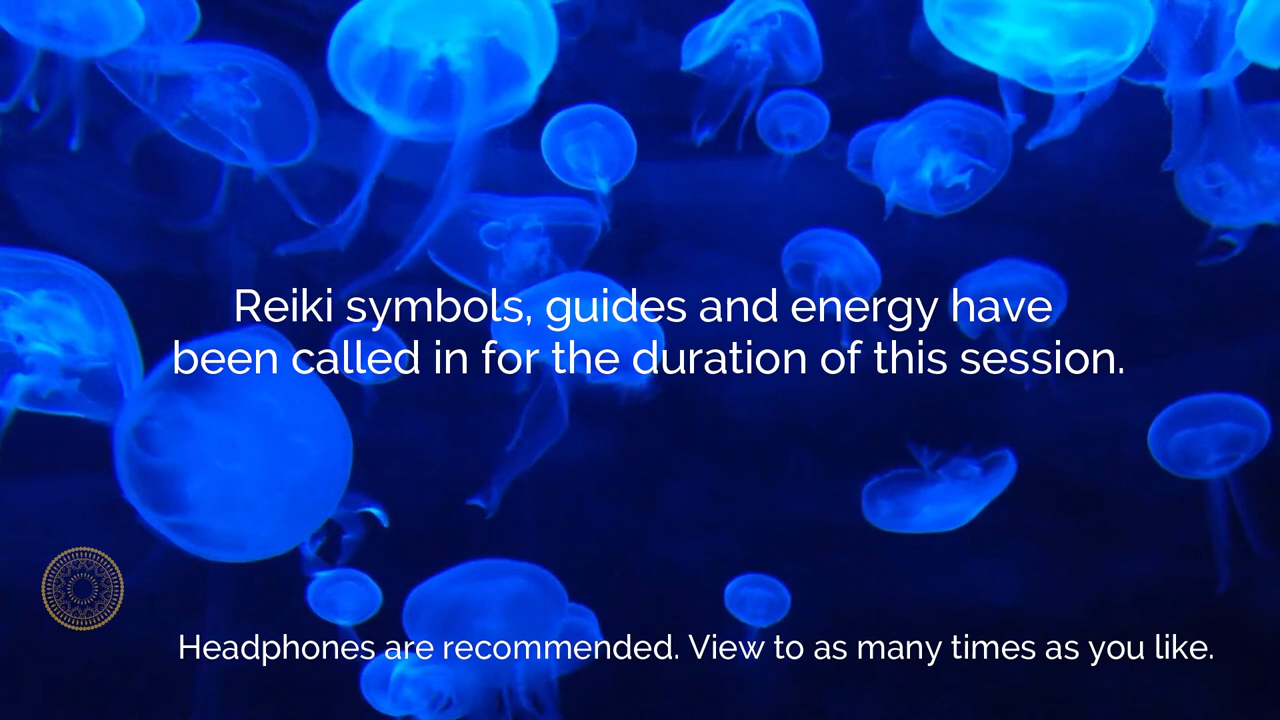 Reiki symbols, guides and energy have
been called in for the duration of this session.
Headphones are recommended. View to as many times as you like.